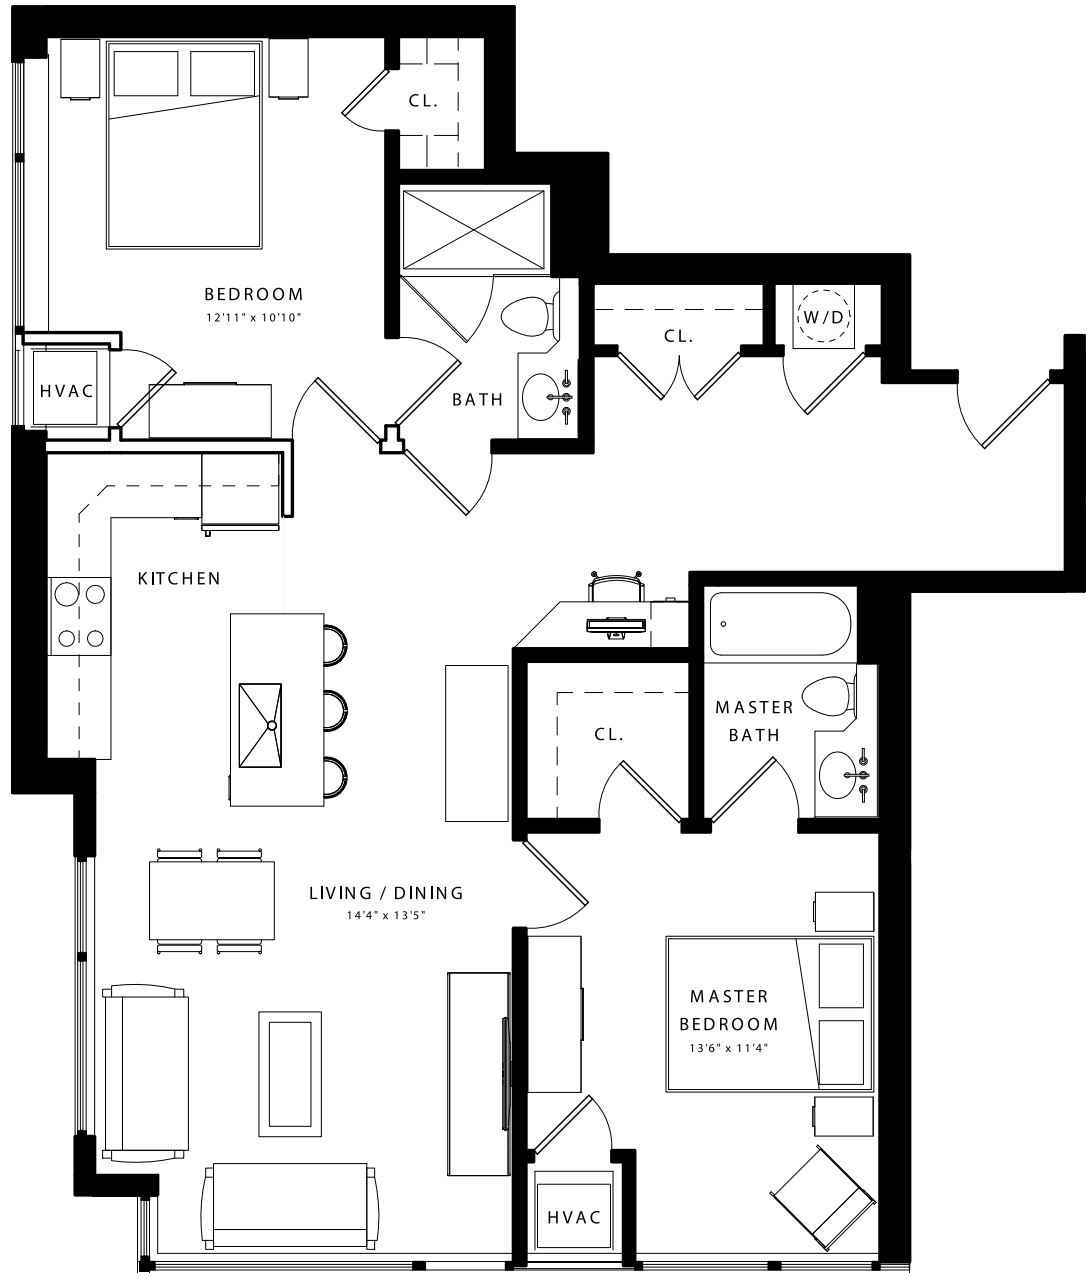 CL.
BEDROOM
12'11" x 10'10"
W/D
CL.
HVAC
BATH
KITCHEN
MASTER
BATH
CL.
LIVING / DINING
14'4" x 13'5"
MASTER
BEDROOM
13'6" x 11'4"
HVAC